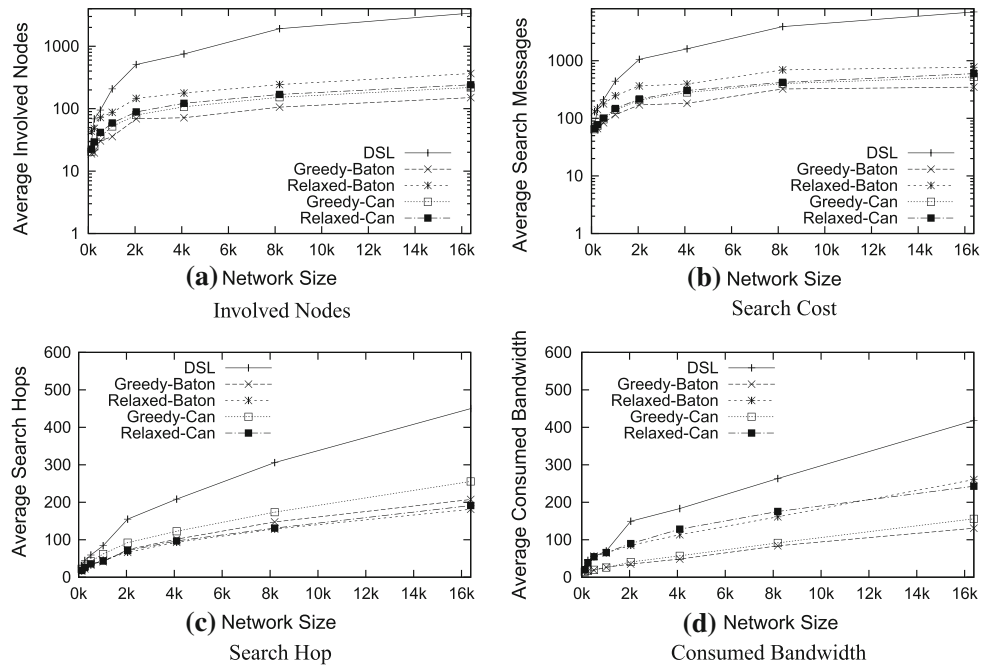 Average Involved Nodes
1000
100
10
1
DSL
Greedy-Baton
Relaxed-Baton
Greedy-Can
Relaxed-Can
0k 2k 4k 6k 8k 10k 12k 14k 16k
(a) Network Size
Involved Nodes
Average Search Messages
1000
100
10
1
DSL
Greedy-Baton
Relaxed-Baton
Greedy-Can
Relaxed-Can
0k 2k 4k 6k 8k 10k 12k 14k 16k
(b) Network Size
Search Cost
Average Search Hops
600
500
400
300
200
100
0
DSL
Greedy-Baton
Relaxed-Baton
Greedy-Can
Relaxed-Can
0k 2k 4k 6k 8k 10k 12k 14k 16k
(c) Network Size
Search Hop
Average Consumed Bandwidth
600
500
400
300
200
100
0
DSL
Greedy-Baton
Relaxed-Baton
Greedy-Can
Relaxed-Can
0k 2k 4k 6k 8k 10k 12k 14k 16k
(d) Network Size
Consumed Bandwidth